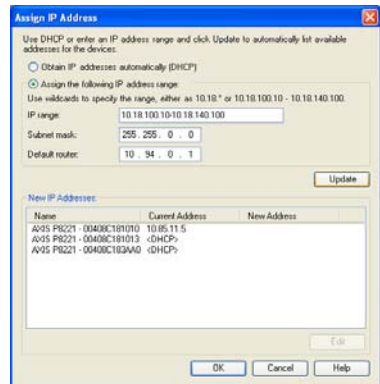 Assign IP Address
Use DHCP or enter an IP address range and click Update to automatically list available
addresses for the devices.
Obtain IP addresses automatically (DHCP)
Assign the following IP address range:
Use wildcards to specify the range, either as 10.18.* or 10.18.100.10 - 10.18.140.100.
IP range: 10.18.100.10-10.18.140.100
Subnet mask: 255 . 255 . 0 . 0
Default router: 10 . 94 . 0 . 1
Update
New IP Addresses:
Name Current Address New Address
AXIS P8221 - 00408C181010 10.85.11.5
AXIS P8221 - 00408C181013 <DHCP>
AXIS P8221 - 00408C183AA0 <DHCP>
Edit
OK Cancel Help